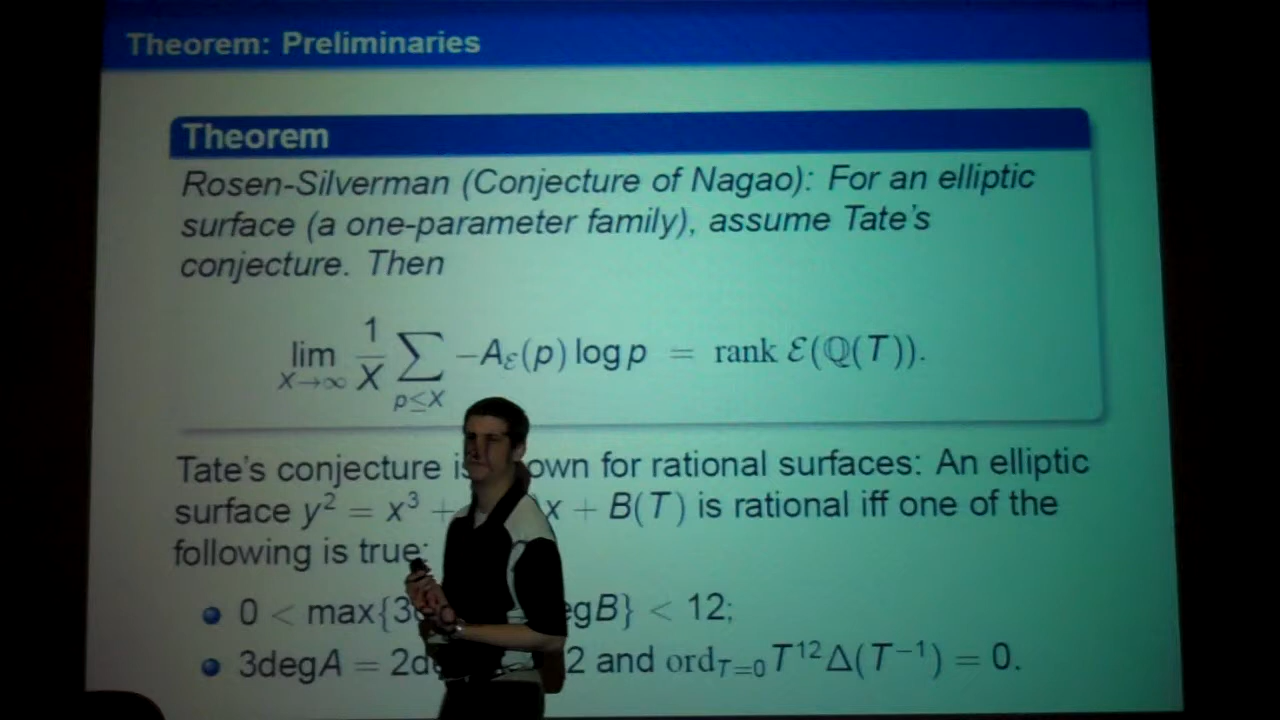 Theorem: Preliminaries
Theorem
Rosen-Silverman (Conjecture of Nagao): For an elliptic
surface (a one-parameter family), assume Tate's
conjecture. Then
lim X→∞ 1/X ∑ p≤X −A_ℰ(p) log p = rank ℰ(ℚ(T)).
Tate's conjecture is own for rational surfaces: An elliptic
surface y² = x³ + x + B(T) is rational iff one of the
following is true:
0 < max{3 egB} < 12;
3degA = 2d 2 and ord_{T=0}T¹²Δ(T⁻¹) = 0.